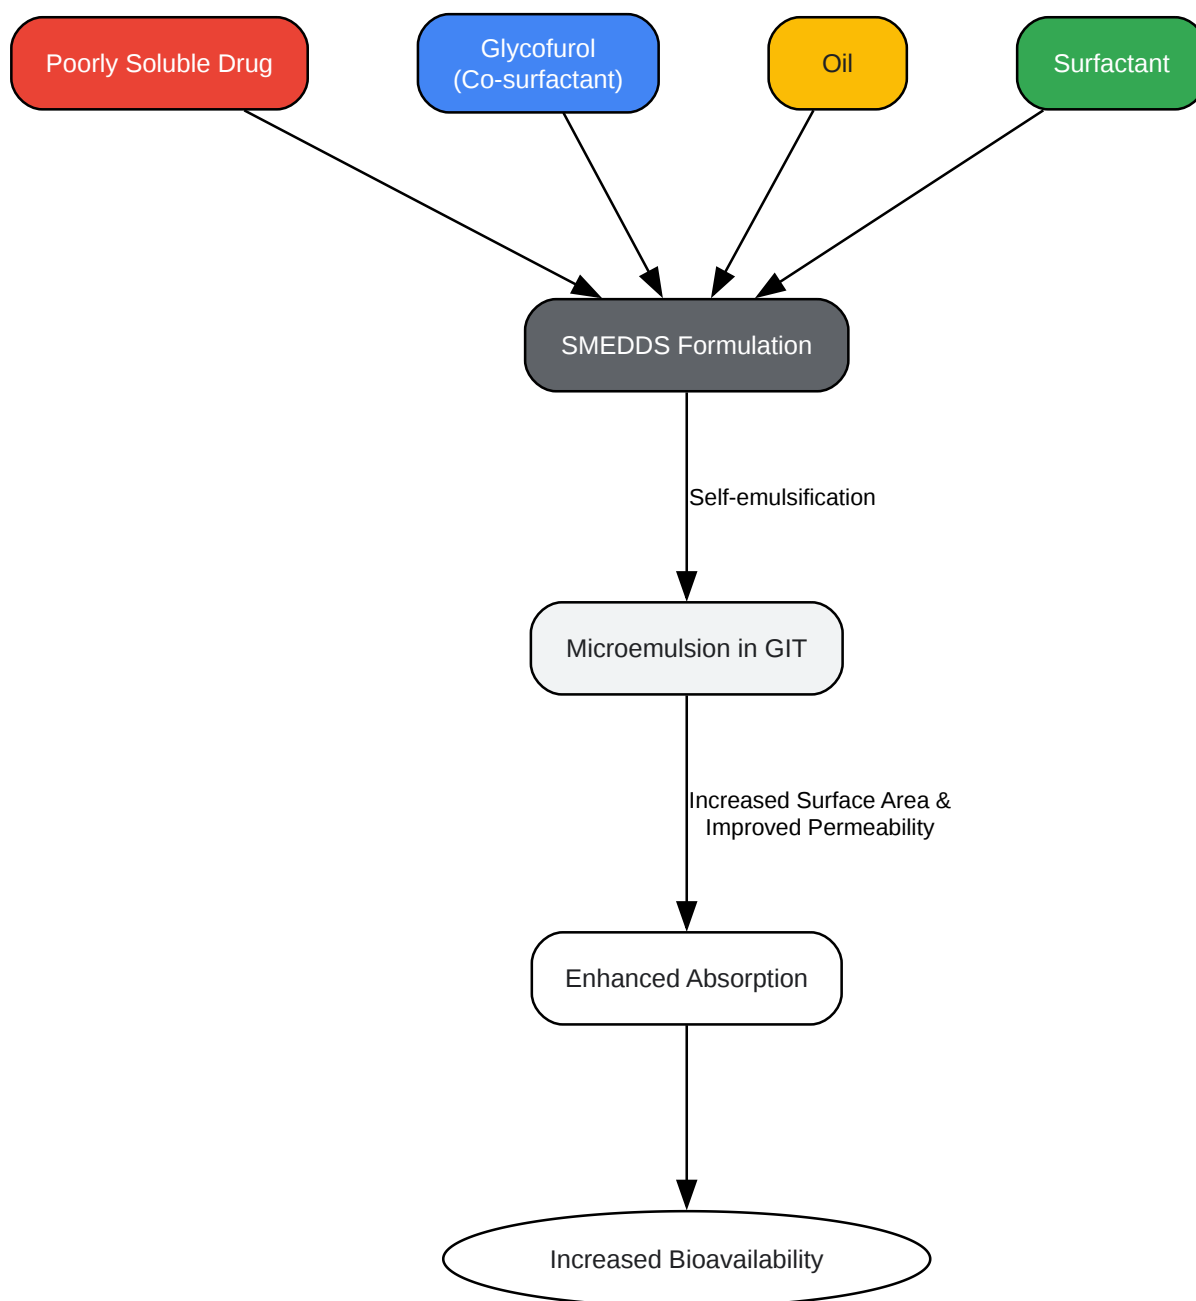 Poorly Soluble Drug
Glycofurol
(Co-surfactant)
Oil
Surfactant
SMEDDS Formulation
Self-emulsification
Microemulsion in GIT
Increased Surface Area &
Improved Permeability
Enhanced Absorption
Increased Bioavailability